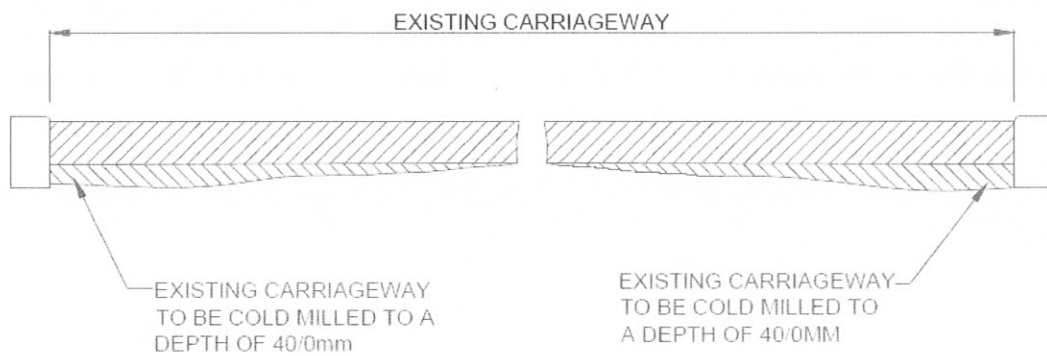 EXISTING CARRIAGEWAY
EXISTING CARRIAGEWAY
TO BE COLD MILLED TO A
DEPTH OF 40/0mm
EXISTING CARRIAGEWAY
TO BE COLD MILLED TO
A DEPTH OF 40/0MM